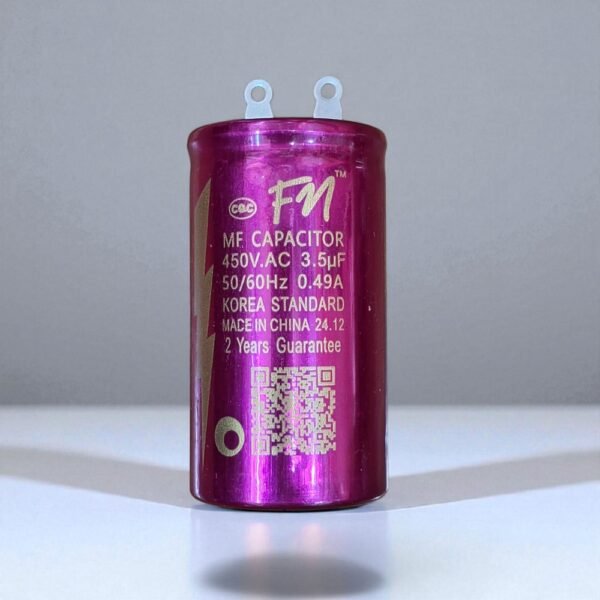 CQC FM™
MF CAPACITOR
450V.AC 3.5µF
50/60Hz 0.49A
KOREA STANDARD
MADE IN CHINA 24.12
2 Years Guarantee